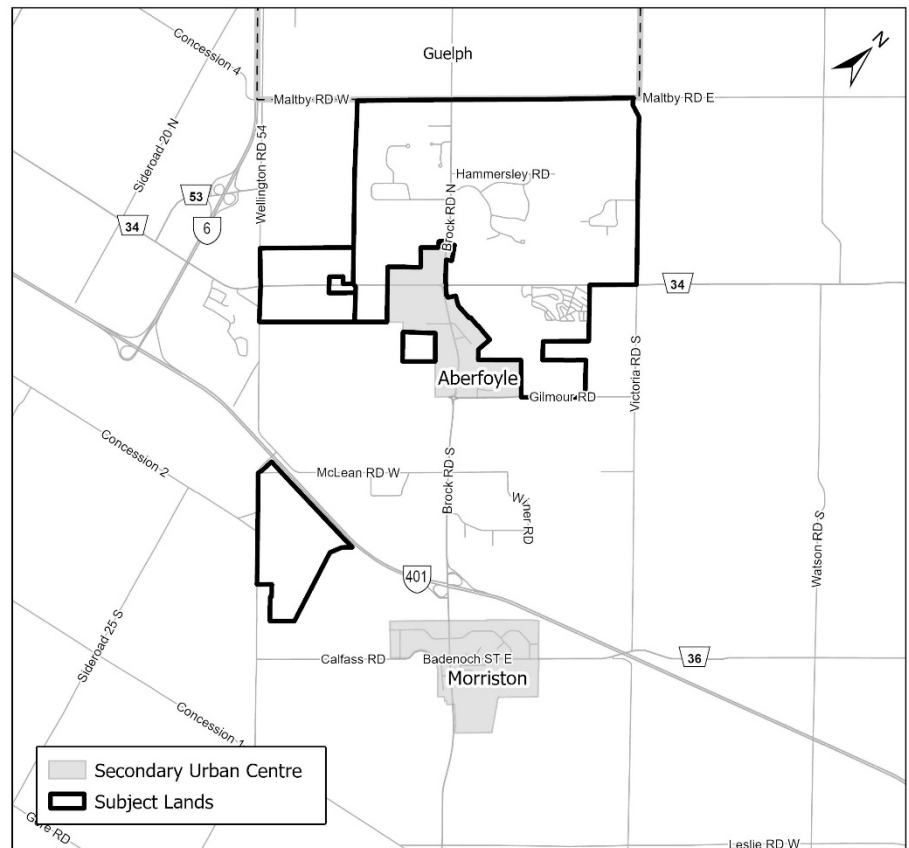 Concession 4
Guelph
N
Maltby RD W
Maltby RD E
Sideroad 20 N
Wellington RD 54
Hammersley RD
53
34
6
Brock RD N
34
Aberfoyle
Gilmour RD
Victoria RD S
Concession 2
McLean RD W
Brock RD S
Winer RD
Watson RD S
401
Sideroad 25 S
Calfass RD
Badenoch ST E
36
Morriston
Concession 1
Secondary Urban Centre
Subject Lands
Gore RD
Leslie RD W